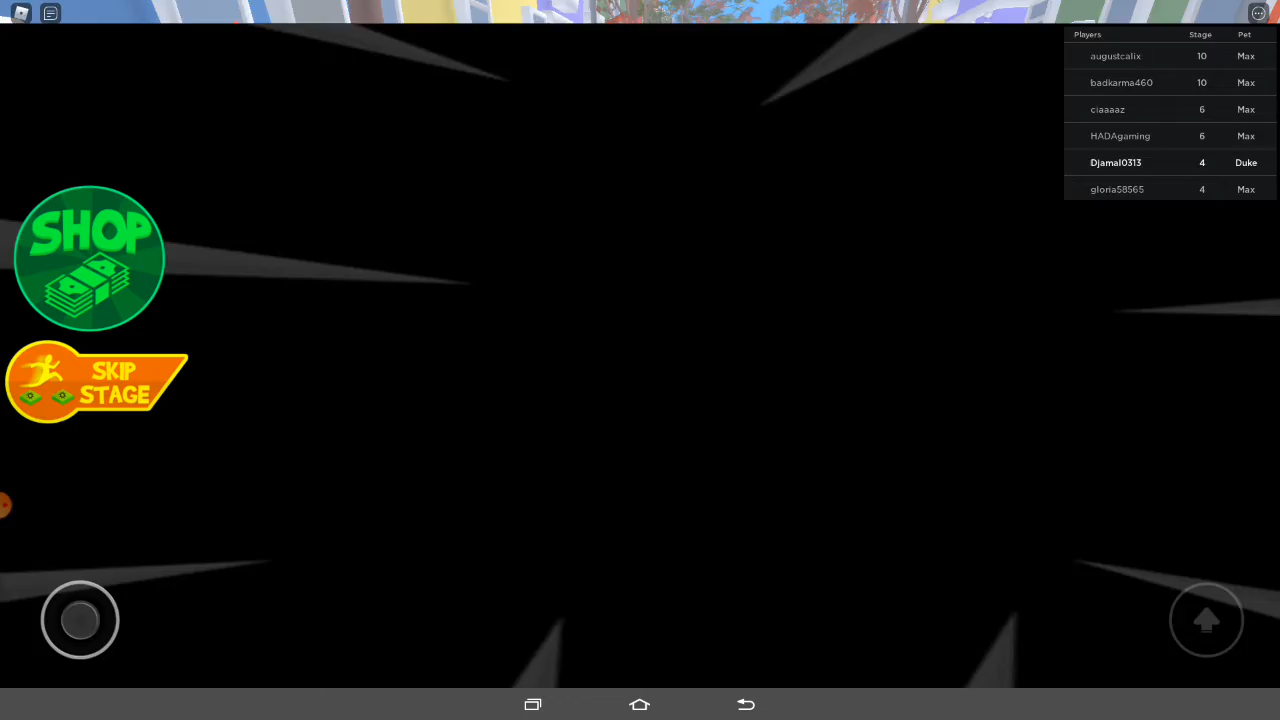 Players Stage Pet
augustcalix 10 Max
badkarma460 10 Max
ciaaaaz 6 Max
HADAgaming 6 Max
Djamal0313 4 Duke
gloria58565 4 Max
SHOP
SKIP
STAGE